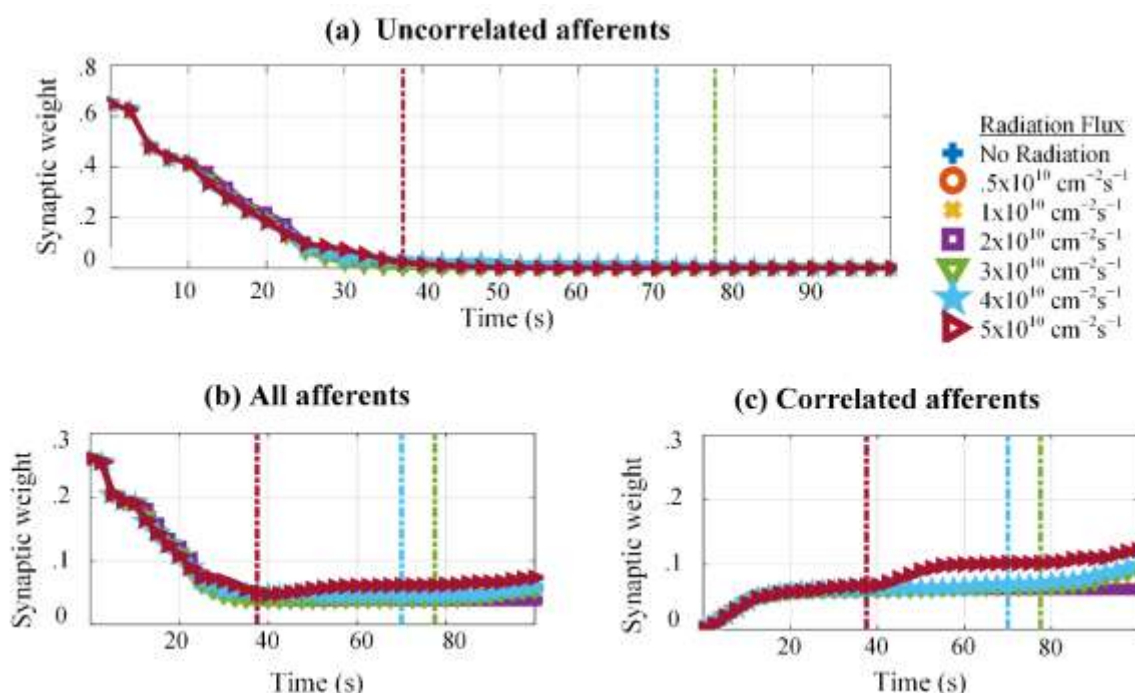 (a) Uncorrelated afferents
Synaptic weight
.8
.6
.4
.2
0
10 20 30 40 50 60 70 80 90
Time (s)
Radiation Flux
No Radiation
.5x10¹⁰ cm⁻²s⁻¹
1x10¹⁰ cm⁻²s⁻¹
2x10¹⁰ cm⁻²s⁻¹
3x10¹⁰ cm⁻²s⁻¹
4x10¹⁰ cm⁻²s⁻¹
5x10¹⁰ cm⁻²s⁻¹
(b) All afferents
Synaptic weight
.3
.2
.1
0
20 40 60 80
Time (s)
(c) Correlated afferents
Synaptic weight
.3
.2
.1
0
20 40 60 80
Time (s)